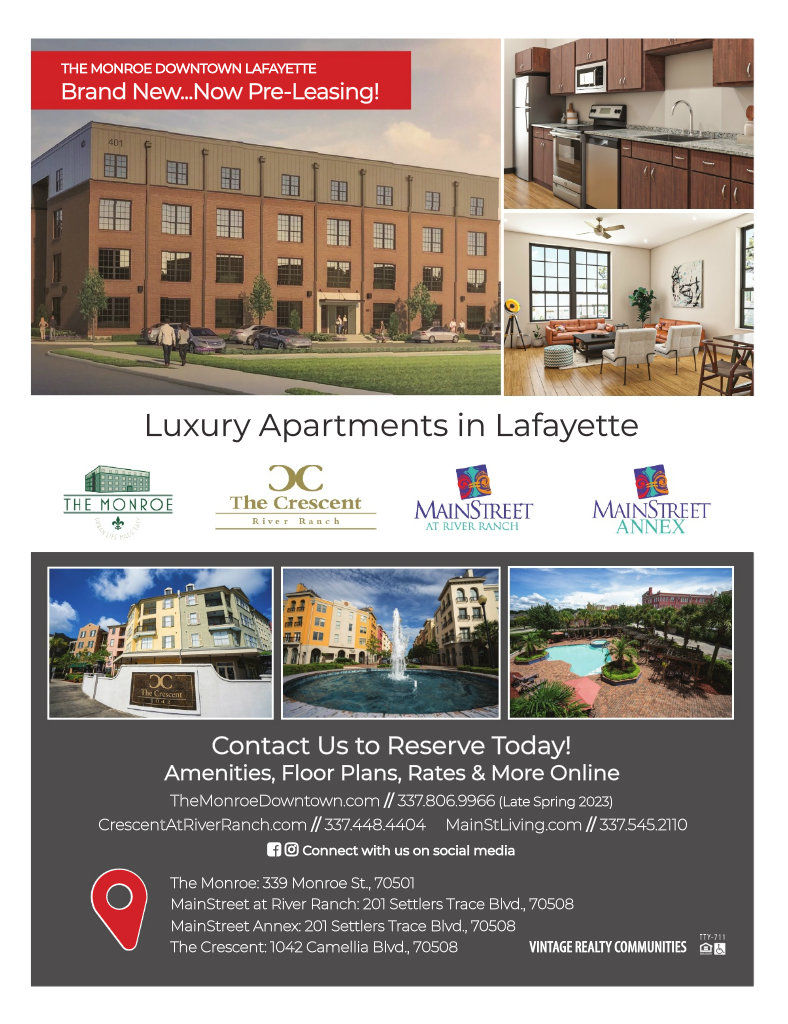 THE MONROE DOWNTOWN LAFAYETTE
Brand New...Now Pre-Leasing!
401
Luxury Apartments in Lafayette
THE MONROE
The Crescent
River Ranch
MAINSTREET
AT RIVER RANCH
MAINSTREET
ANNEX
The Crescent
1042
Contact Us to Reserve Today!
Amenities, Floor Plans, Rates & More Online
TheMonroeDowntown.com // 337.806.9966 (Late Spring 2023)
CrescentAtRiverRanch.com // 337.448.4404 MainStLiving.com // 337.545.2110
Connect with us on social media
The Monroe: 339 Monroe St., 70501
MainStreet at River Ranch: 201 Settlers Trace Blvd., 70508
MainStreet Annex: 201 Settlers Trace Blvd., 70508
The Crescent: 1042 Camellia Blvd., 70508
VINTAGE REALTY COMMUNITIES
TTY-711